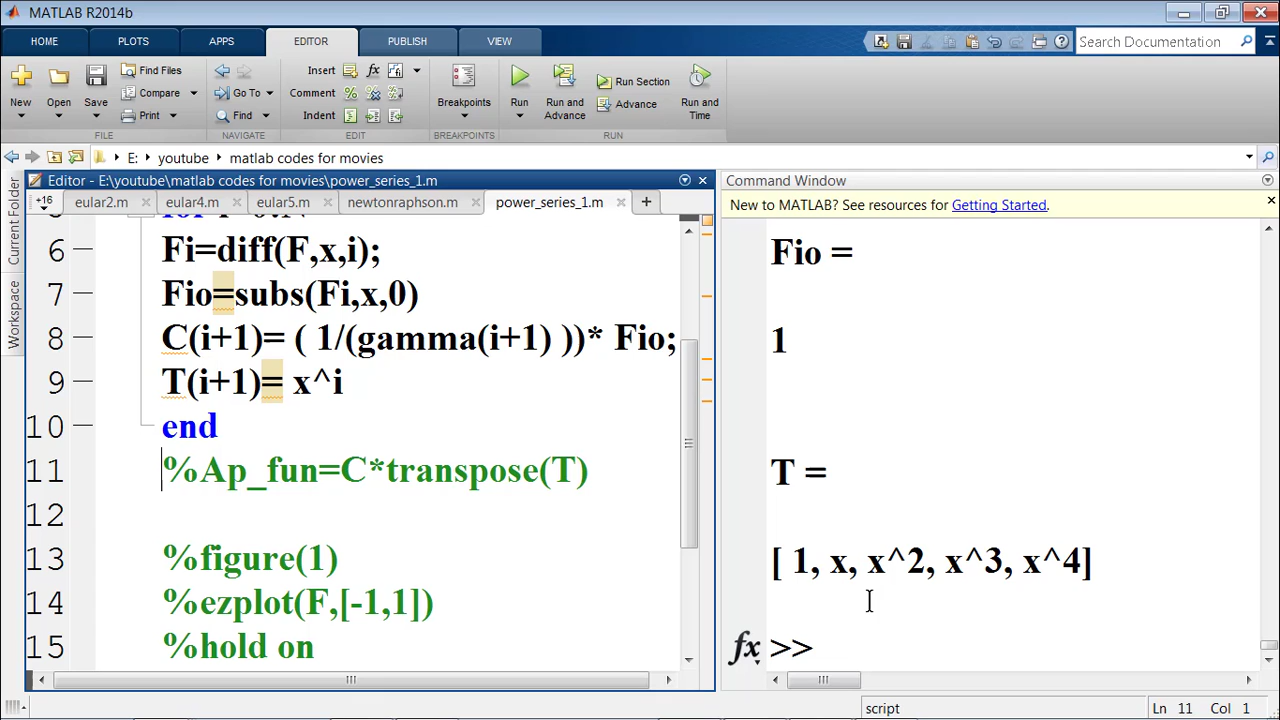 MATLAB R2014b
HOME PLOTS APPS EDITOR PUBLISH VIEW
Search Documentation
New Open Save
Find Files
Compare
Print
Go To
Find
Insert fx
Comment %
Indent
Breakpoints
Run
Run and Advance
Run Section
Advance
Run and Time
FILE NAVIGATE EDIT BREAKPOINTS RUN
E: youtube matlab codes for movies
Editor - E:\youtube\matlab codes for movies\power_series_1.m
+16 eular2.m eular4.m eular5.m newtonraphson.m power_series_1.m
Current Folder
Workspace
6 Fi=diff(F,x,i);
7 Fio=subs(Fi,x,0)
8 C(i+1)= ( 1/(gamma(i+1) ))* Fio;
9 T(i+1)= x^i
10 end
11 %Ap_fun=C*transpose(T)
12
13 %figure(1)
14 %ezplot(F,[-1,1])
15 %hold on
Command Window
New to MATLAB? See resources for Getting Started.
Fio =
1
T =
[ 1, x, x^2, x^3, x^4]
fx >>
script Ln 11 Col 1